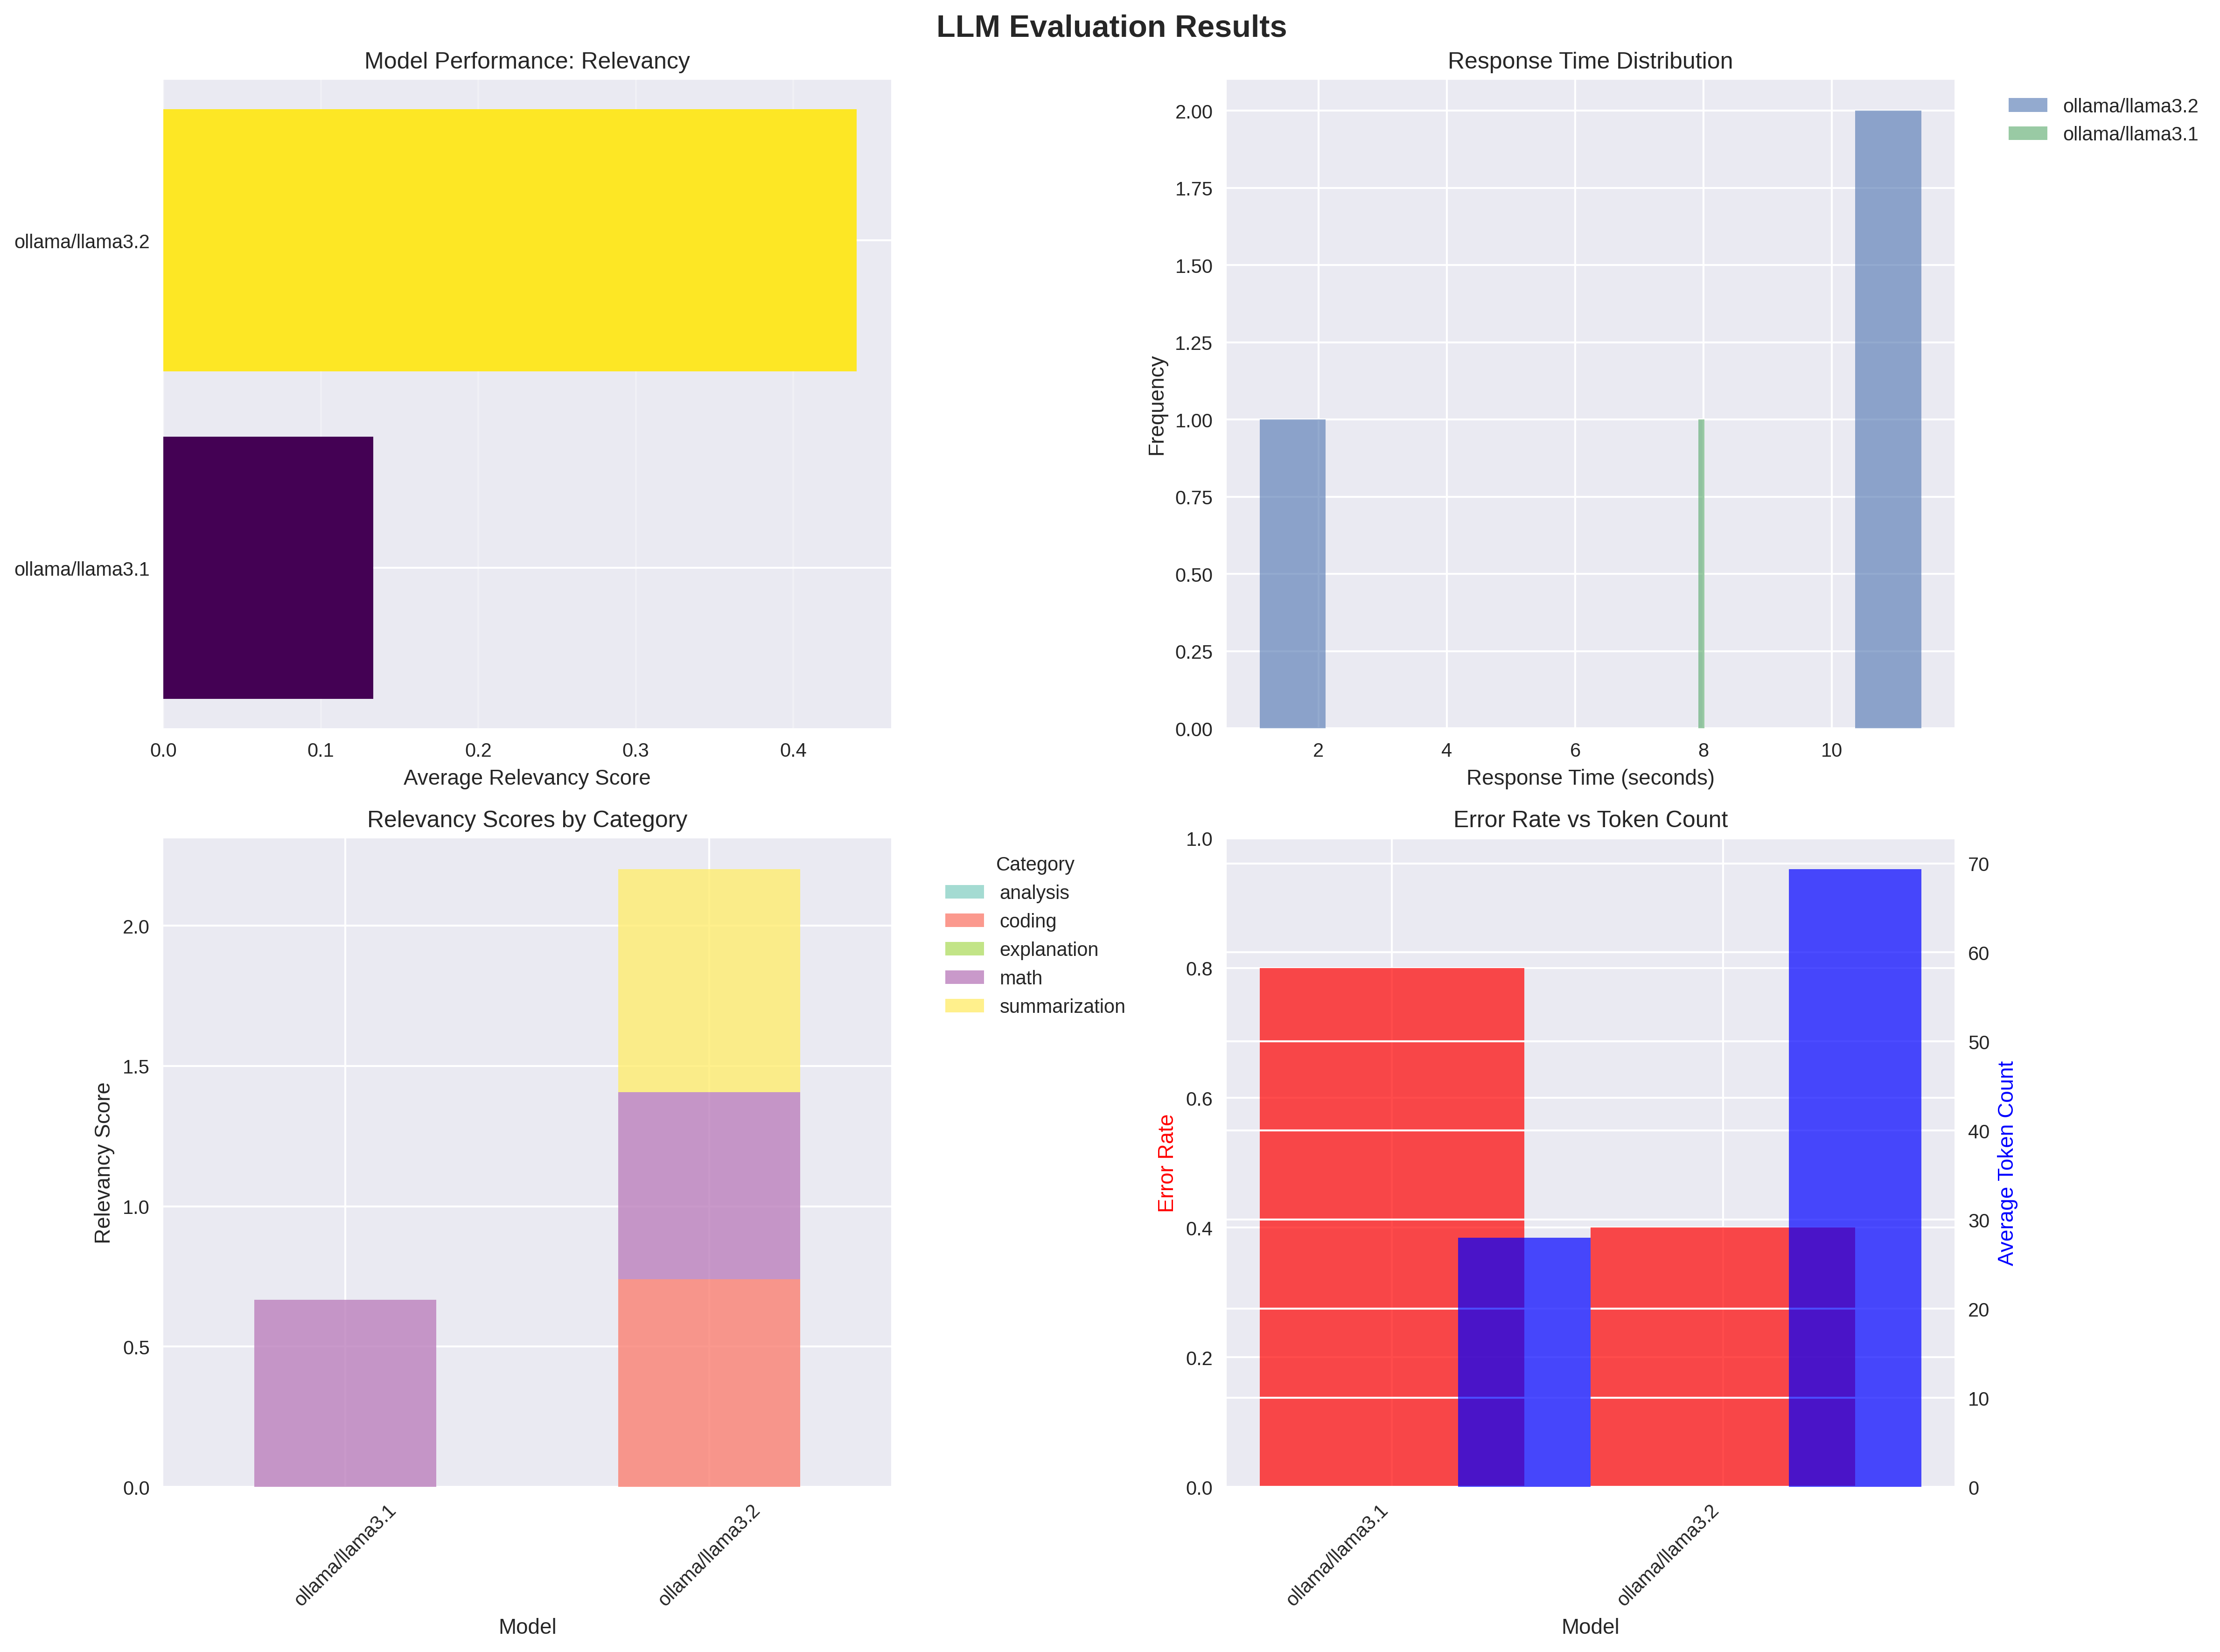 LLM Evaluation Results
Model Performance: Relevancy
ollama/llama3.2
ollama/llama3.1
0.0
0.1
0.2
0.3
0.4
Average Relevancy Score
Response Time Distribution
Frequency
2.00
1.75
1.50
1.25
1.00
0.75
0.50
0.25
0.00
2
4
6
8
10
Response Time (seconds)
ollama/llama3.2
ollama/llama3.1
Relevancy Scores by Category
Relevancy Score
2.0
1.5
1.0
0.5
0.0
ollama/llama3.1
ollama/llama3.2
Model
Category
analysis
coding
explanation
math
summarization
Error Rate vs Token Count
Error Rate
1.0
0.8
0.6
0.4
0.2
0.0
70
60
50
40
30
20
10
0
Average Token Count
ollama/llama3.1
ollama/llama3.2
Model